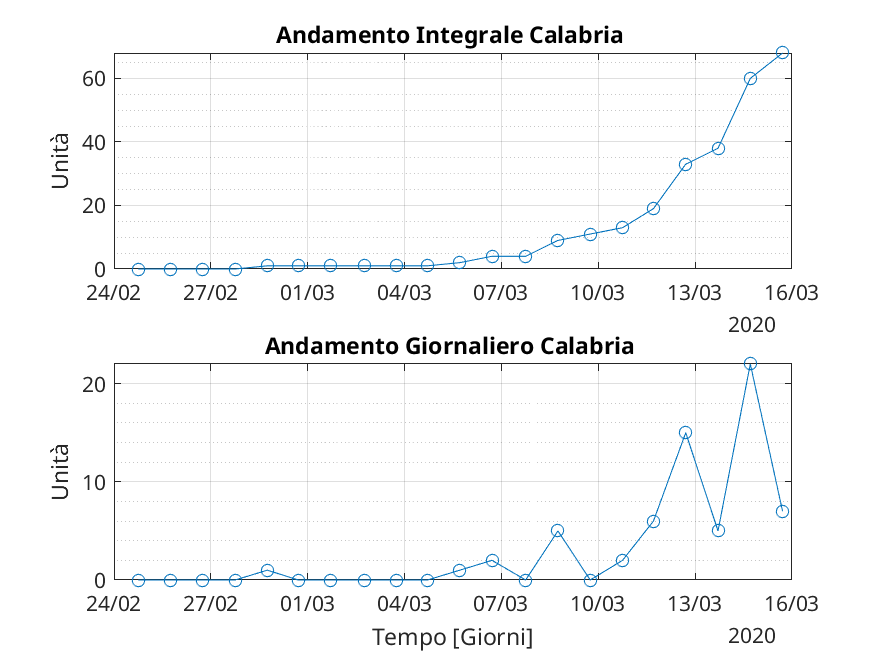 Andamento Integrale Calabria
60
40
20
0
Unità
24/02 27/02 01/03 04/03 07/03 10/03 13/03 16/03
2020
Andamento Giornaliero Calabria
20
10
0
Unità
24/02 27/02 01/03 04/03 07/03 10/03 13/03 16/03
Tempo [Giorni]
2020